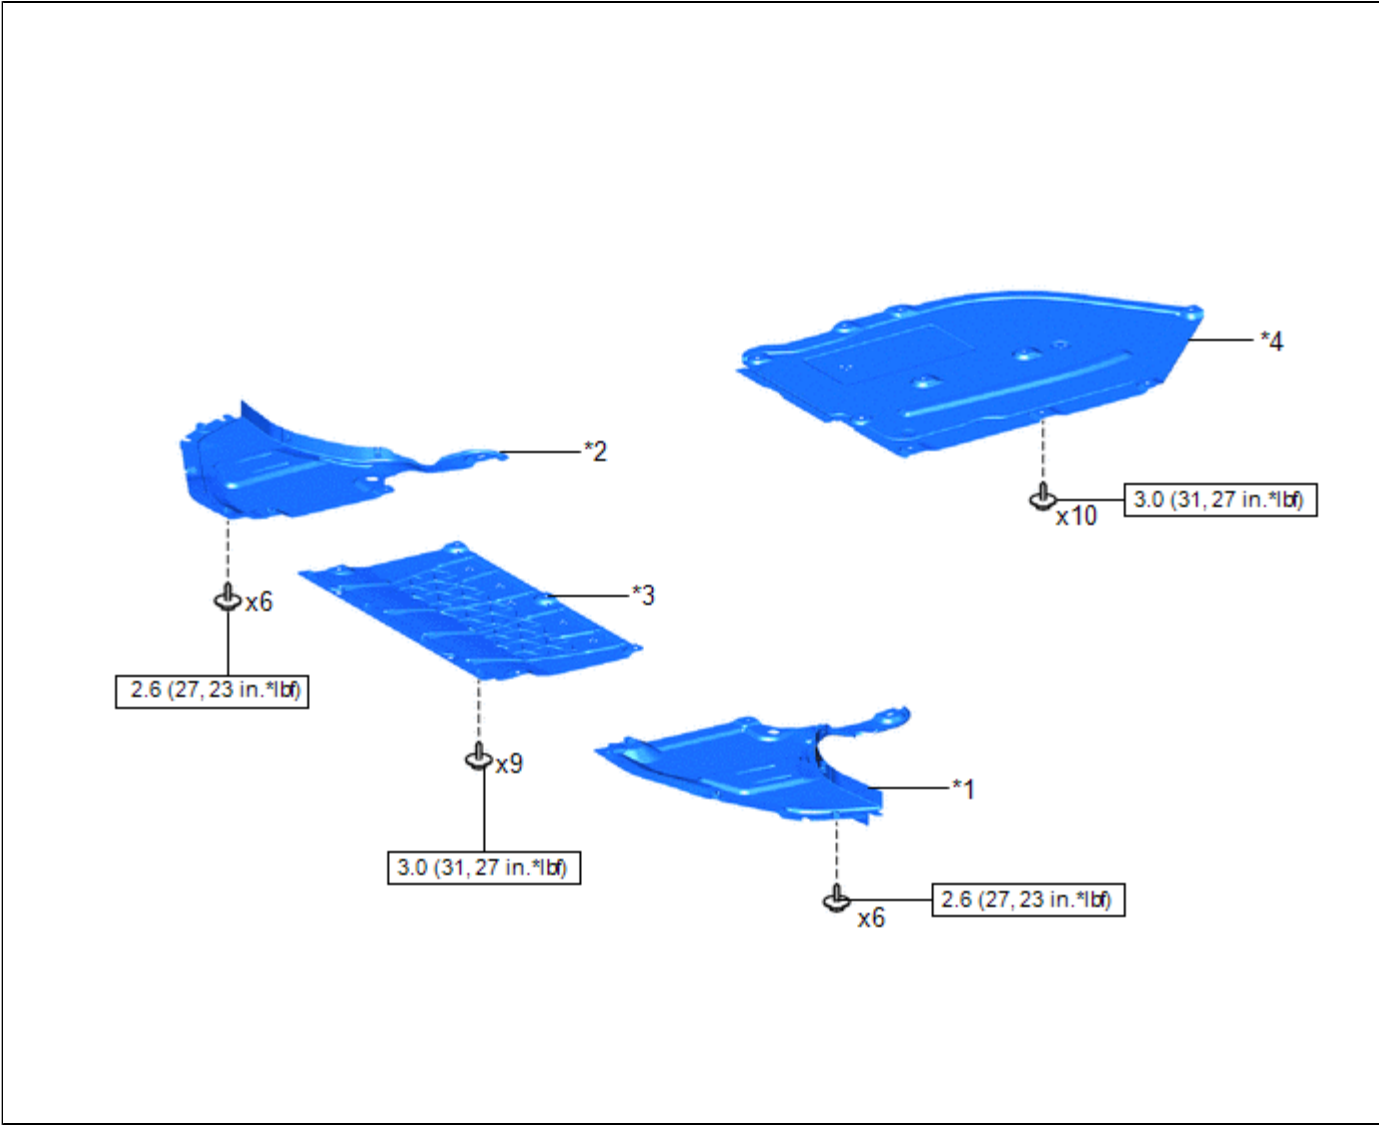 *4
*2
x10
3.0 (31, 27 in.*lbf)
*3
x6
2.6 (27, 23 in.*lbf)
x9
*1
3.0 (31, 27 in.*lbf)
2.6 (27, 23 in.*lbf)
x6